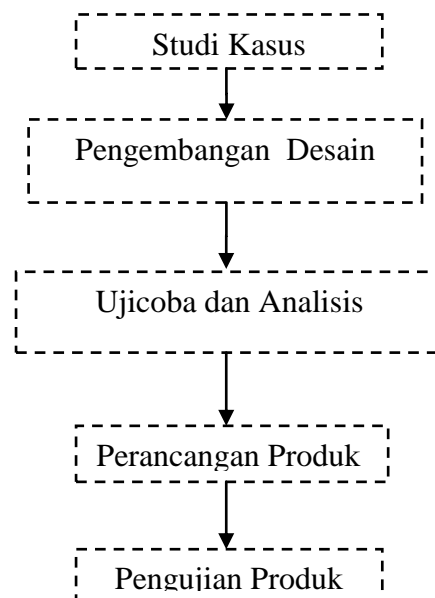 Studi Kasus
Pengembangan Desain
Ujicoba dan Analisis
Perancangan Produk
Pengujian Produk